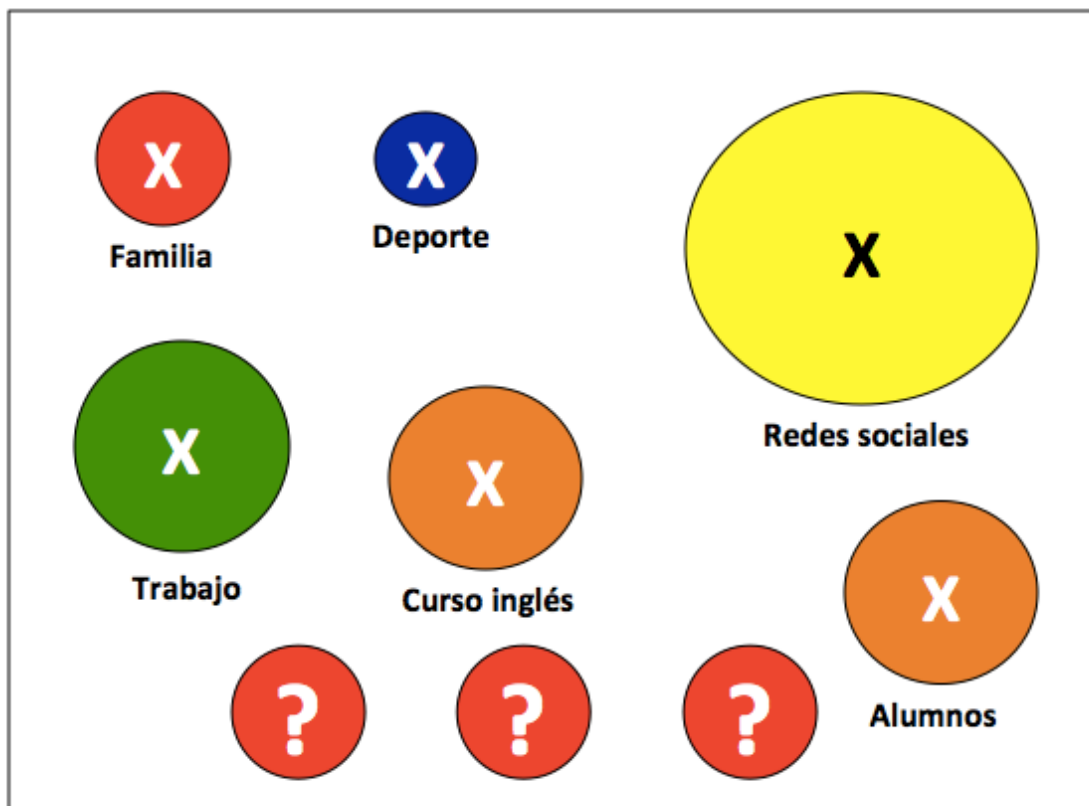 X
Familia
X
Deporte
X
Redes sociales
X
Trabajo
X
Curso inglés
X
Alumnos
?
?
?